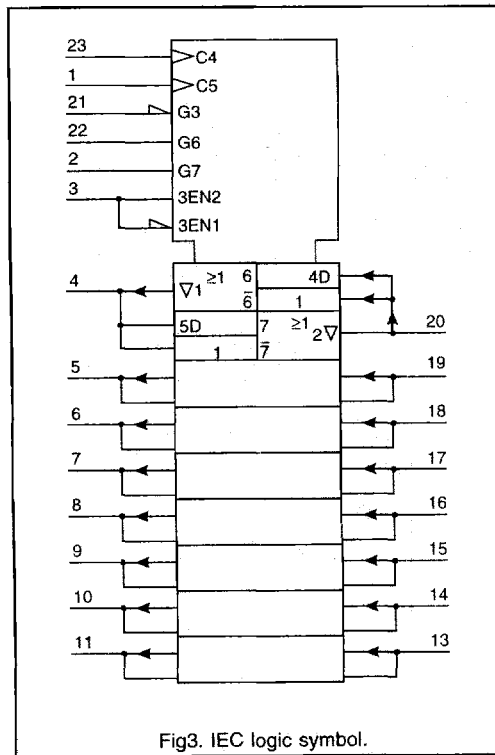 23 C4
1 C5
21 G3
22 G6
2 G7
3 3EN2
3EN1
4 ▽1 ≥1 6 4D
6̅ 1
5D 7 ≥1 2▽ 20
1 7̅
5 19
6 18
7 17
8 16
9 15
10 14
11 13
Fig3. IEC logic symbol.